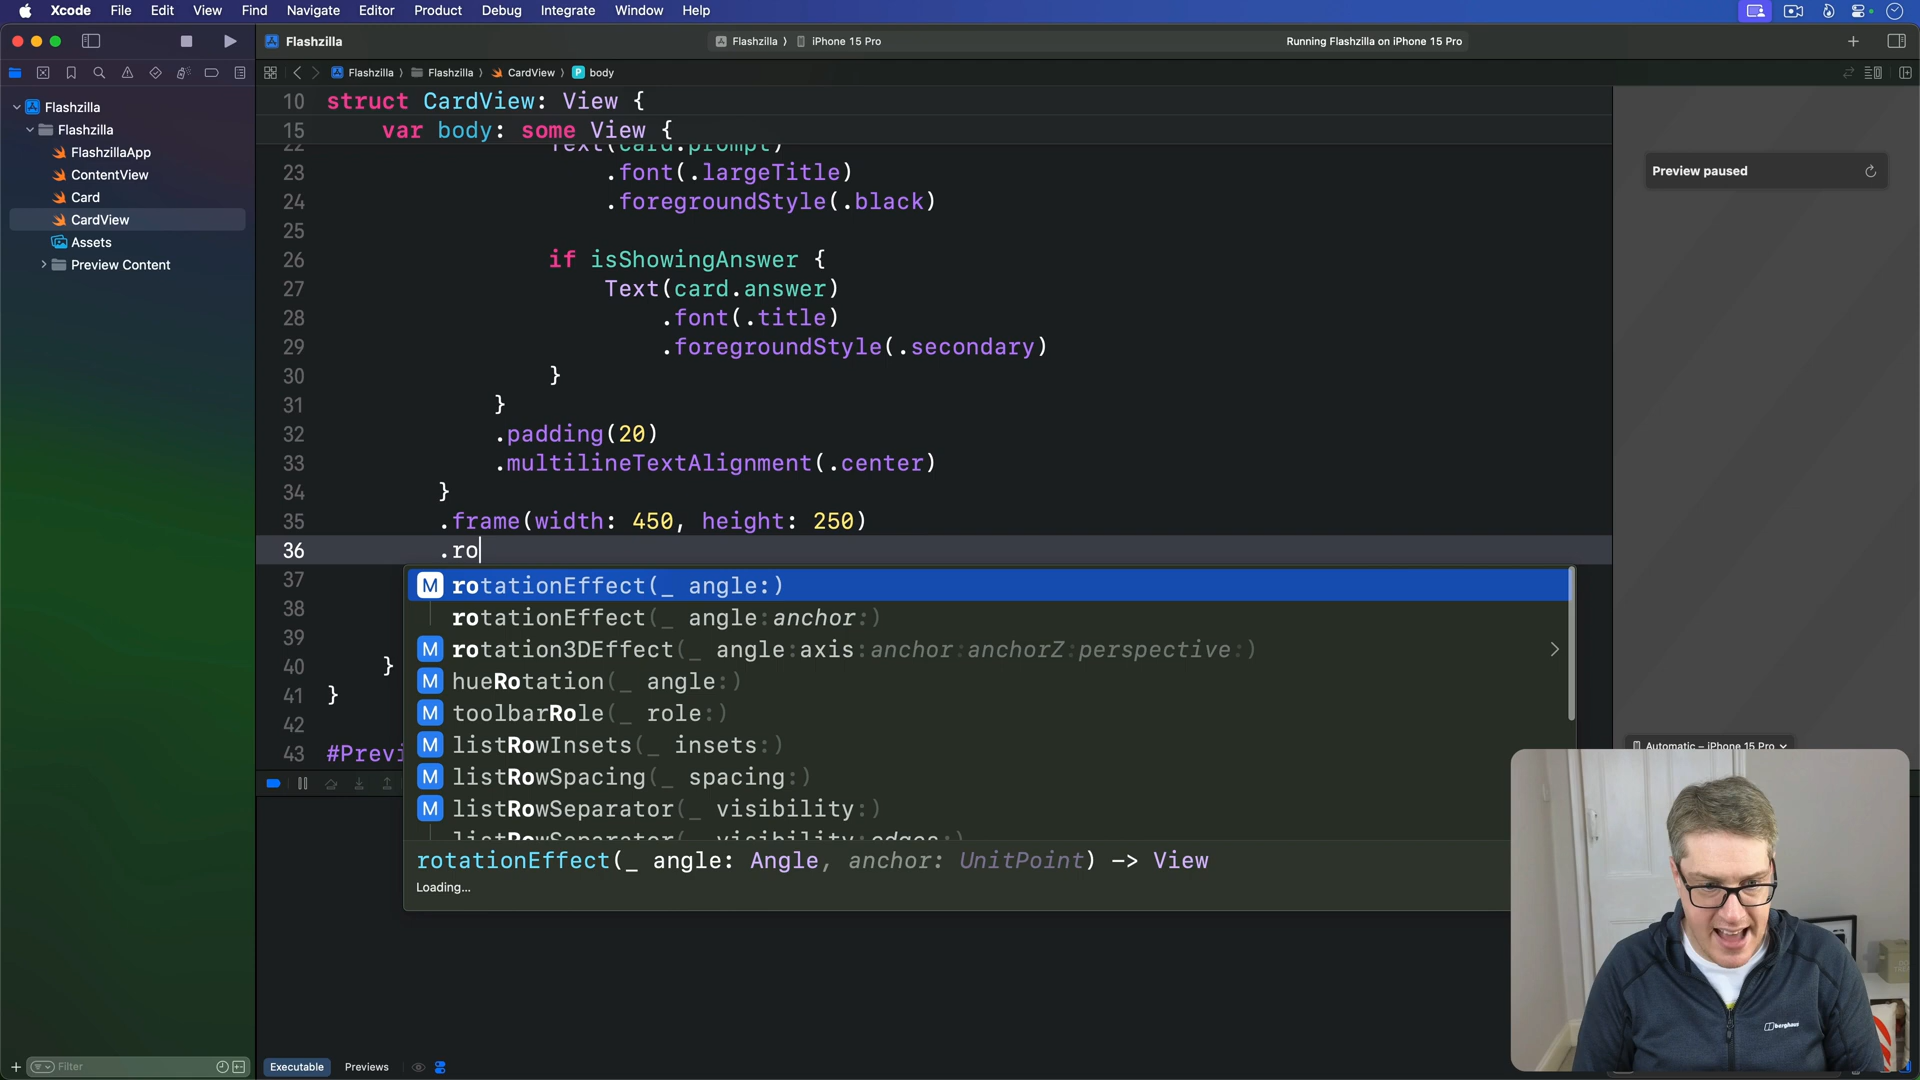 Xcode File Edit View Find Navigate Editor Product Debug Integrate Window Help
Flashzilla
Flashzilla
iPhone 15 Pro
Running Flashzilla on iPhone 15 Pro
Flashzilla
Flashzilla
CardView
P body
Flashzilla
Flashzilla
FlashzillaApp
ContentView
Card
CardView
Assets
Preview Content
10 struct CardView: View {
15 var body: some View {
22 Text(card.prompt)
23 .font(.largeTitle)
24 .foregroundStyle(.black)
25
26 if isShowingAnswer {
27 Text(card.answer)
28 .font(.title)
29 .foregroundStyle(.secondary)
30 }
31 }
32 .padding(20)
33 .multilineTextAlignment(.center)
34 }
35 .frame(width: 450, height: 250)
36 .ro
37
38
39
40 }
41 }
42
43 #Previ
M rotationEffect(_ angle:)
rotationEffect(_ angle:anchor:)
M rotation3DEffect(_ angle:axis:anchor:anchorZ:perspective:)
M hueRotation(_ angle:)
M toolbarRole(_ role:)
M listRowInsets(_ insets:)
M listRowSpacing(_ spacing:)
M listRowSeparator(_ visibility:)
listRowSeparator(_ visibility:edges:)
rotationEffect(_ angle: Angle, anchor: UnitPoint) -> View
Loading...
Preview paused
Automatic – iPhone 15 Pro
berghaus
Filter
Executable
Previews